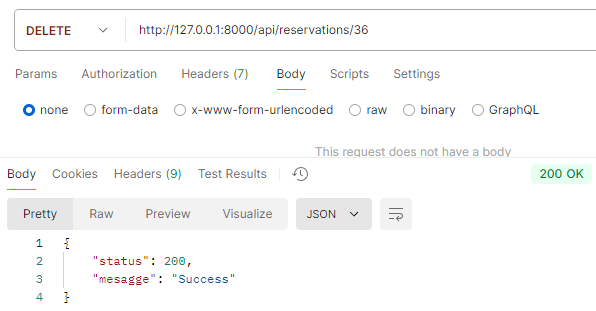 DELETE http://127.0.0.1:8000/api/reservations/36
Params Authorization Headers (7) Body Scripts Settings
none form-data x-www-form-urlencoded raw binary GraphQL
This request does not have a body
Body Cookies Headers (9) Test Results 200 OK
Pretty Raw Preview Visualize JSON
1 {
2 "status": 200,
3 "mesagge": "Success"
4 }